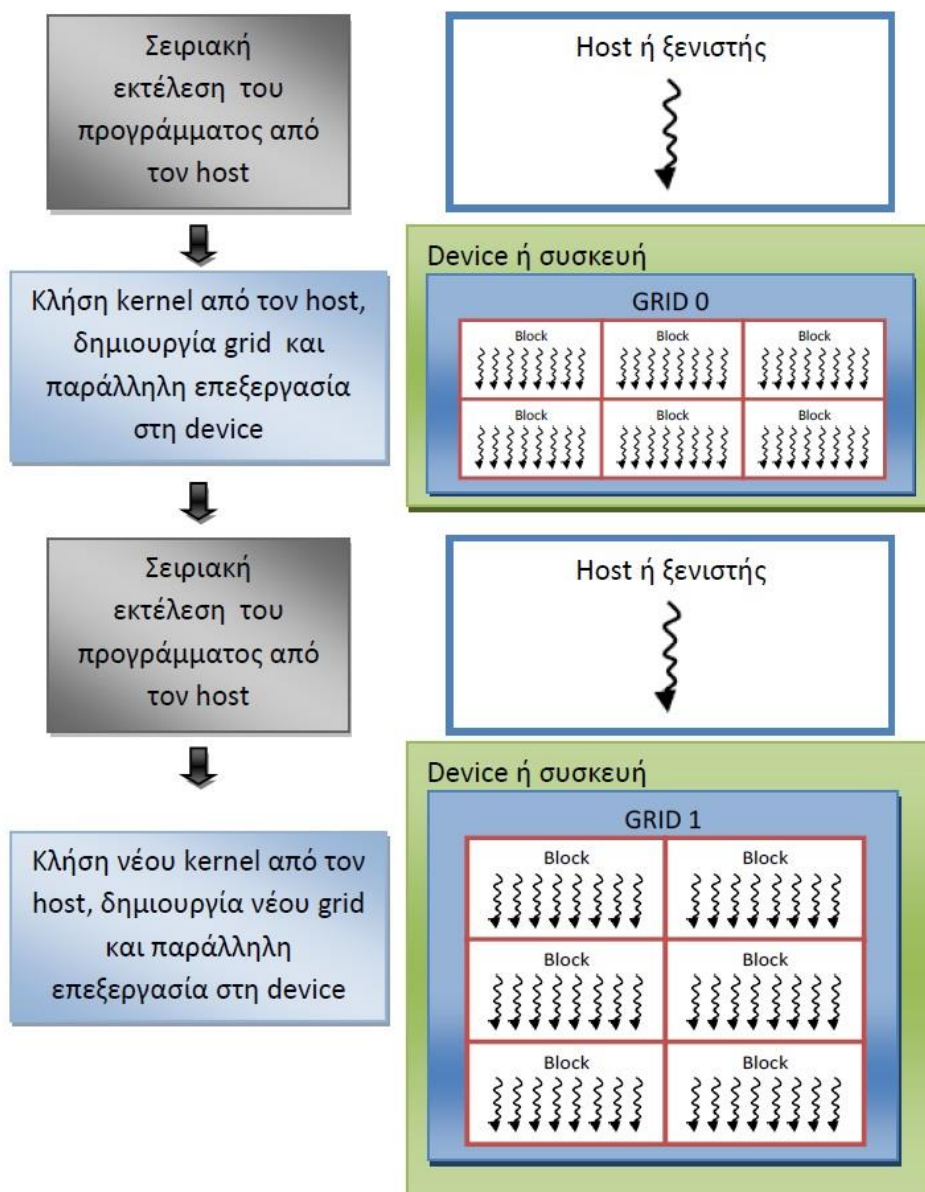 Σειριακή
εκτέλεση του
προγράμματος από
τον host
Host ή ξενιστής
Κλήση kernel από τον host,
δημιουργία grid και
παράλληλη επεξεργασία
στη device
Device ή συσκευή
GRID 0
Block
Block
Block
Block
Block
Block
Σειριακή
εκτέλεση του
προγράμματος από
τον host
Host ή ξενιστής
Κλήση νέου kernel από τον
host, δημιουργία νέου grid
και παράλληλη
επεξεργασία στη device
Device ή συσκευή
GRID 1
Block
Block
Block
Block
Block
Block